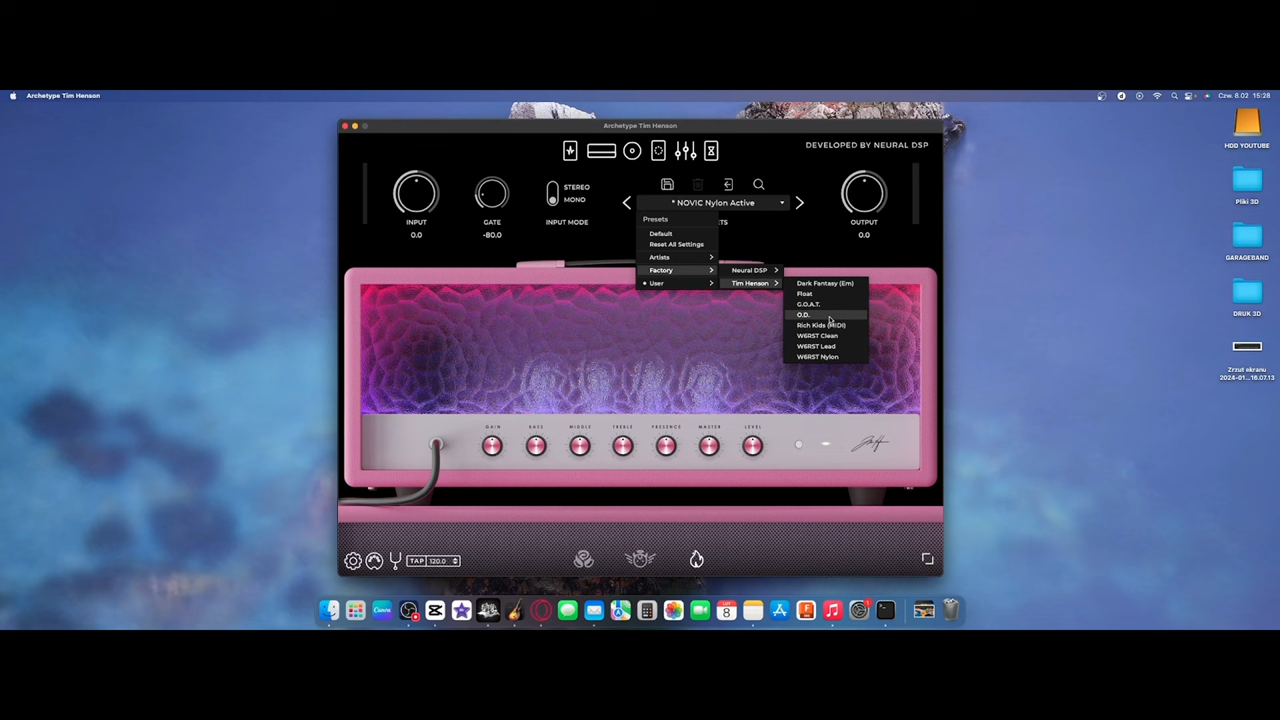 Archetype Tim Henson
Czw. 8.02 15:28
Archetype Tim Henson
DEVELOPED BY NEURAL DSP
HDD YOUTUBE
STEREO
MONO
* NOVIC Nylon Active
INPUT
GATE
INPUT MODE
Presets
ETS
OUTPUT
0.0
-80.0
0.0
Default
Reset All Settings
Artists
Factory
User
Neural DSP
Tim Henson
Dark Fantasy (Em)
Float
G.O.A.T.
O.D.
Rich Kids (MIDI)
W6RST Clean
W6RST Lead
W6RST Nylon
Pliki 3D
GARAGEBAND
DRUK 3D
Zrzut ekranu
2024-01...16.07.13
GAIN
BASS
MIDDLE
TREBLE
PRESENCE
MASTER
LEVEL
TAP 120.0
Canva
8